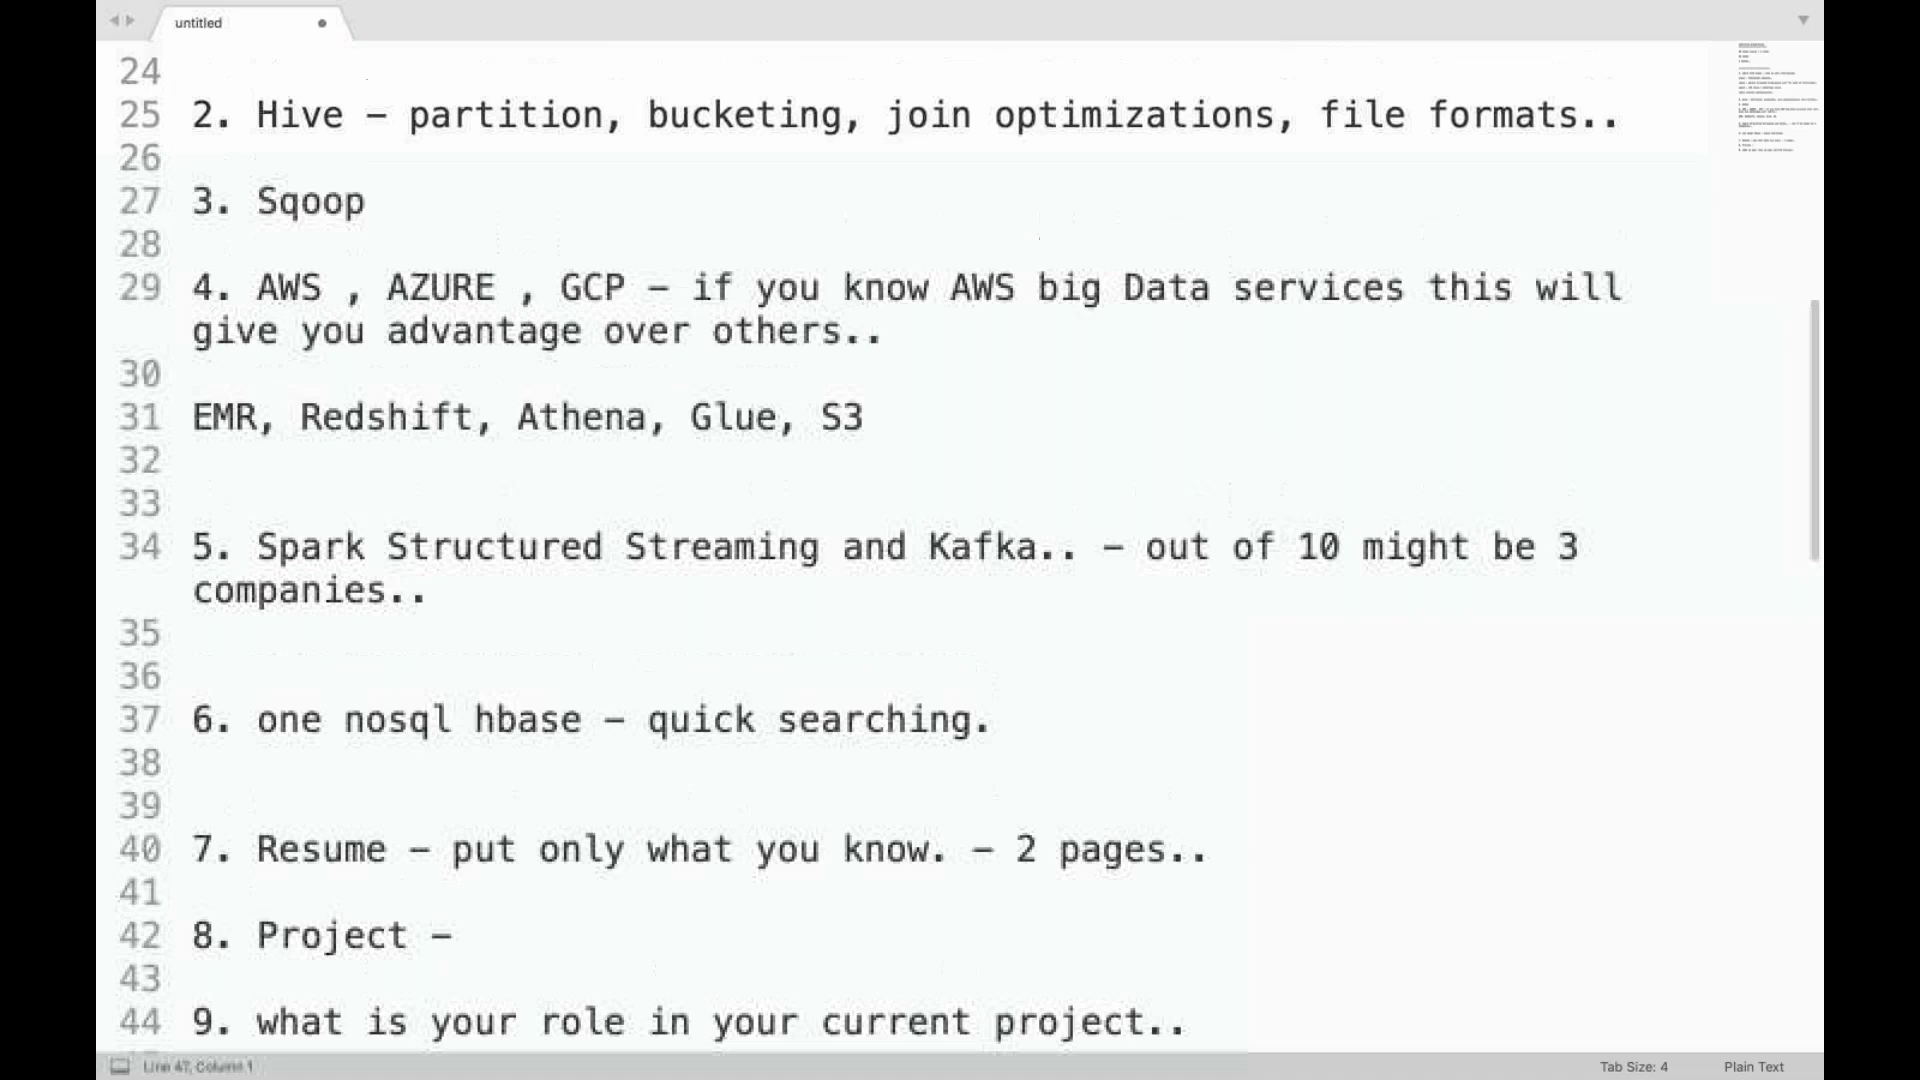 untitled
24
25 2. Hive – partition, bucketing, join optimizations, file formats..
26
27 3. Sqoop
28
29 4. AWS , AZURE , GCP – if you know AWS big Data services this will
give you advantage over others..
30
31 EMR, Redshift, Athena, Glue, S3
32
33
34 5. Spark Structured Streaming and Kafka.. – out of 10 might be 3
companies..
35
36
37 6. one nosql hbase – quick searching.
38
39
40 7. Resume – put only what you know. – 2 pages..
41
42 8. Project –
43
44 9. what is your role in your current project..
Line 47, Column 1
Tab Size: 4
Plain Text